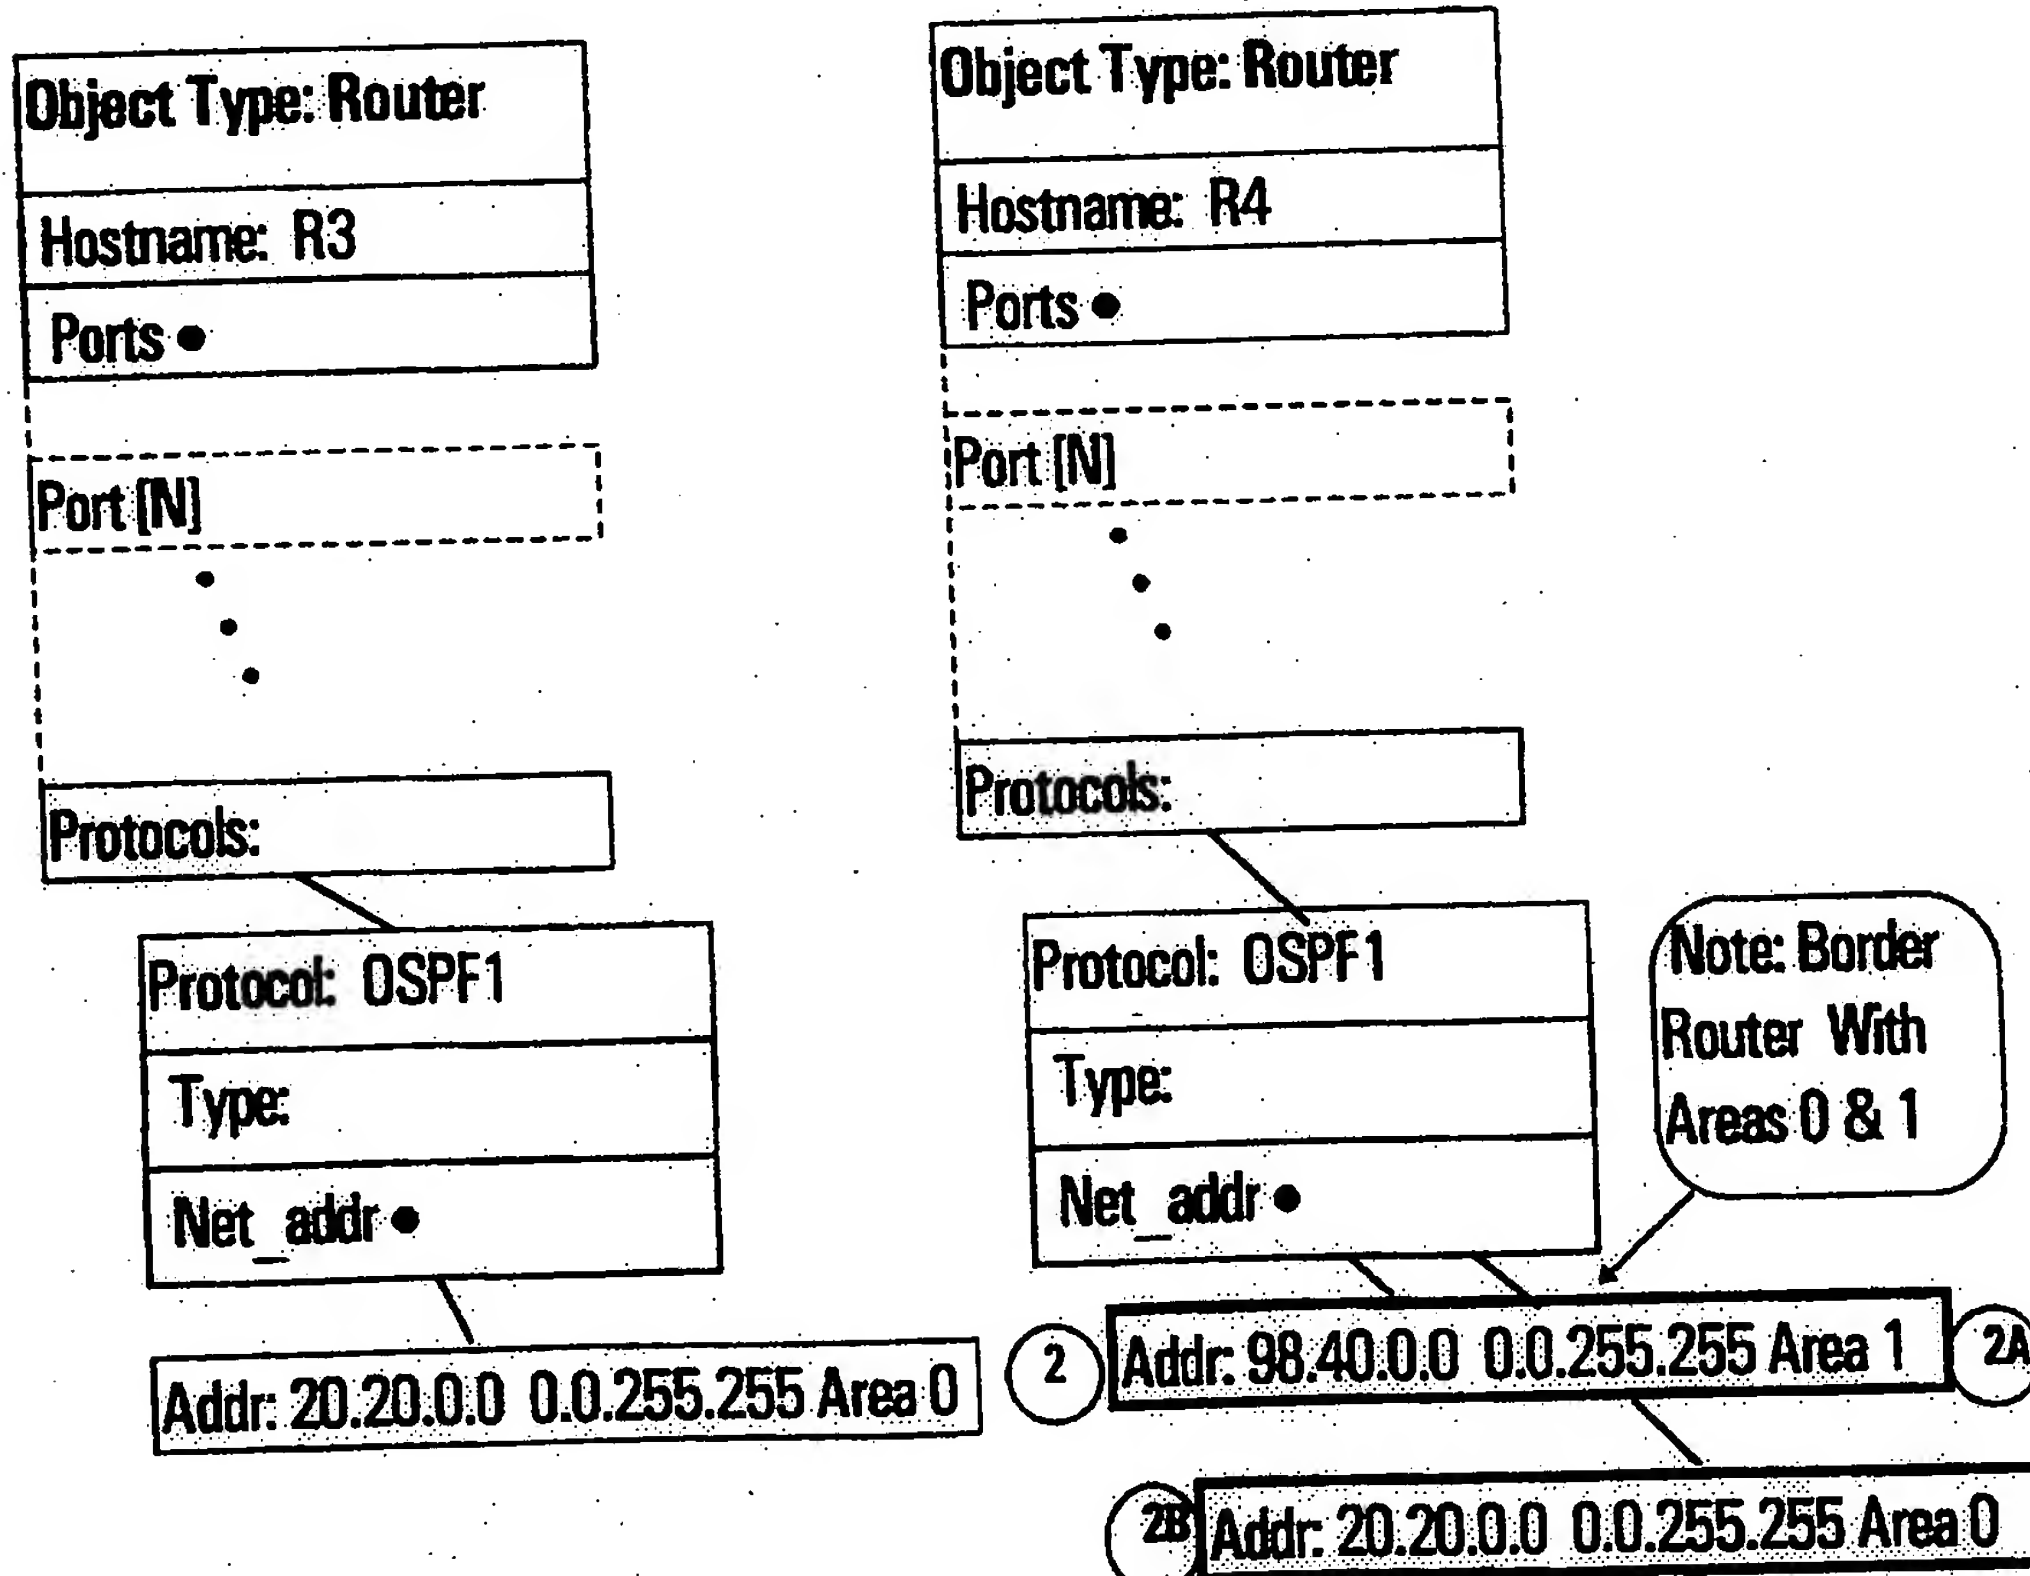 Object Type: Router
Hostname: R3
Ports
Port [N]
Protocols:
Protocol: OSPF1
Type:
Net_addr
Addr: 20.20.0.0 0.0.255.255 Area 0
Object Type: Router
Hostname: R4
Ports
Port [N]
Protocols:
Protocol: OSPF1
Type:
Net_addr
Note: Border
Router With
Areas 0 & 1
2
Addr: 98.40.0.0 0.0.255.255 Area 1
2A
2B
Addr: 20.20.0.0 0.0.255.255 Area 0